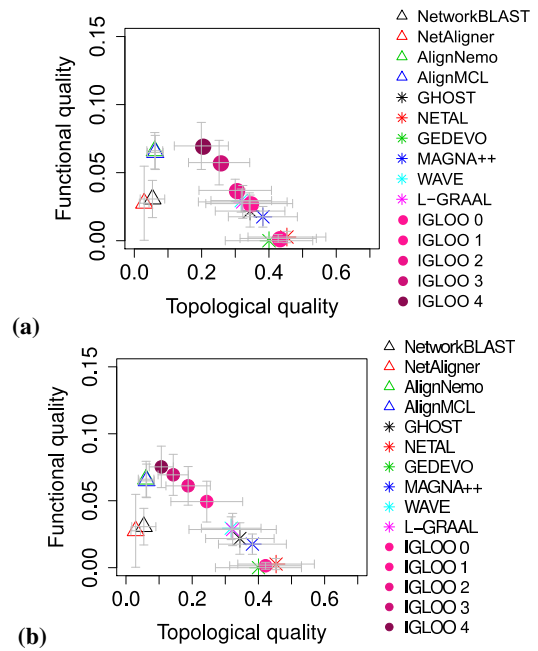 0.15
0.10
0.05
0.00
Functional quality
0.0
0.2
0.4
0.6
Topological quality
(a)
NetworkBLAST
NetAligner
AlignNemo
AlignMCL
GHOST
NETAL
GEDEVO
MAGNA++
WAVE
L-GRAAL
IGLOO 0
IGLOO 1
IGLOO 2
IGLOO 3
IGLOO 4
0.15
0.10
0.05
0.00
Functional quality
0.0
0.2
0.4
0.6
Topological quality
(b)
NetworkBLAST
NetAligner
AlignNemo
AlignMCL
GHOST
NETAL
GEDEVO
MAGNA++
WAVE
L-GRAAL
IGLOO 0
IGLOO 1
IGLOO 2
IGLOO 3
IGLOO 4